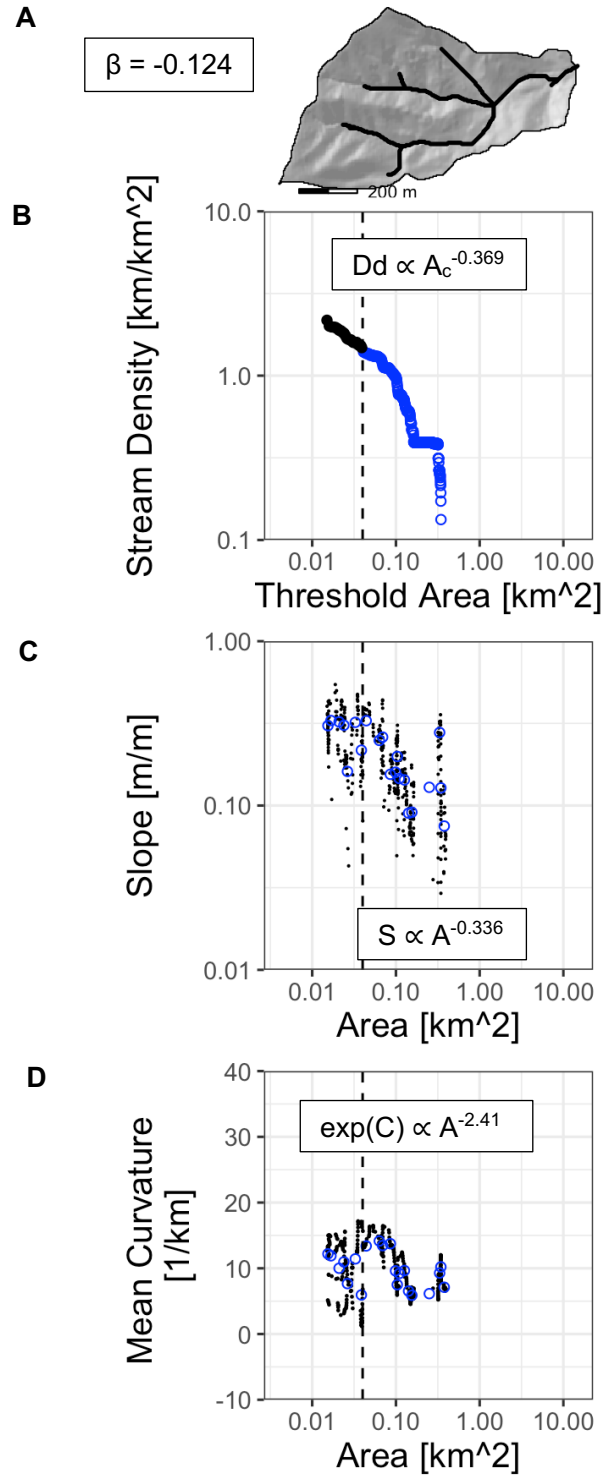 A
β = -0.124
200 m
B
Stream Density [km/km^2]
10.0
1.0
0.1
Dd ∝ A_c^-0.369
0.01 0.10 1.00 10.00
Threshold Area [km^2]
C
Slope [m/m]
1.00
0.10
0.01
S ∝ A^-0.336
0.01 0.10 1.00 10.00
Area [km^2]
D
Mean Curvature
[1/km]
40
30
20
10
0
-10
exp(C) ∝ A^-2.41
0.01 0.10 1.00 10.00
Area [km^2]